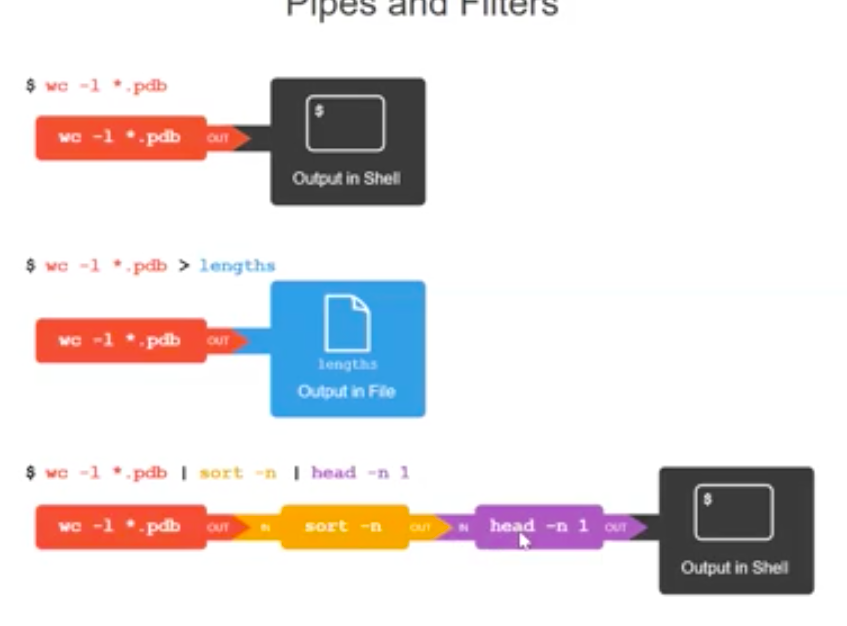 Pipes and Filters
$ wc -l *.pdb
wc -l *.pdb OUT
$
Output in Shell
$ wc -l *.pdb > lengths
wc -l *.pdb OUT
lengths
Output in File
$ wc -l *.pdb | sort -n | head -n 1
wc -l *.pdb OUT IN sort -n OUT IN head -n 1 OUT
$
Output in Shell